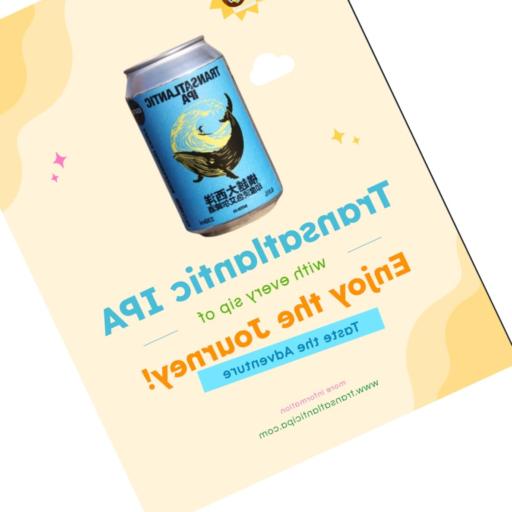 TRANSATLANTIC
IPA
横越大西洋
330ml
Transatlantic IPA
with every sip of
Enjoy the Journey!
Taste the Adventure
more information
www.transatlanticipa.com